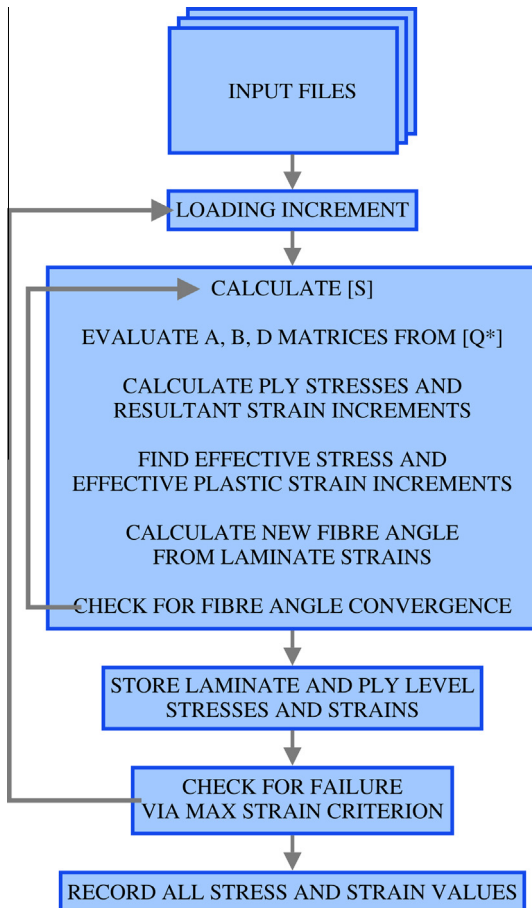 INPUT FILES
LOADING INCREMENT
CALCULATE [S]
EVALUATE A, B, D MATRICES FROM [Q*]
CALCULATE PLY STRESSES AND
RESULTANT STRAIN INCREMENTS
FIND EFFECTIVE STRESS AND
EFFECTIVE PLASTIC STRAIN INCREMENTS
CALCULATE NEW FIBRE ANGLE
FROM LAMINATE STRAINS
CHECK FOR FIBRE ANGLE CONVERGENCE
STORE LAMINATE AND PLY LEVEL
STRESSES AND STRAINS
CHECK FOR FAILURE
VIA MAX STRAIN CRITERION
RECORD ALL STRESS AND STRAIN VALUES